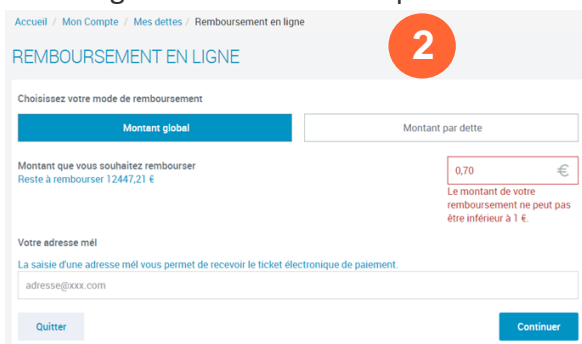 Accueil / Mon Compte / Mes dettes / Remboursement en ligne
REMBOURSEMENT EN LIGNE
2
Choisissez votre mode de remboursement
Montant global
Montant par dette
Montant que vous souhaitez rembourser
Reste à rembourser 12447,21 €
0,70 €
Le montant de votre
remboursement ne peut pas
être inférieur à 1 €.
Votre adresse mél
La saisie d'une adresse mél vous permet de recevoir le ticket électronique de paiement.
adresse@xxx.com
Quitter
Continuer